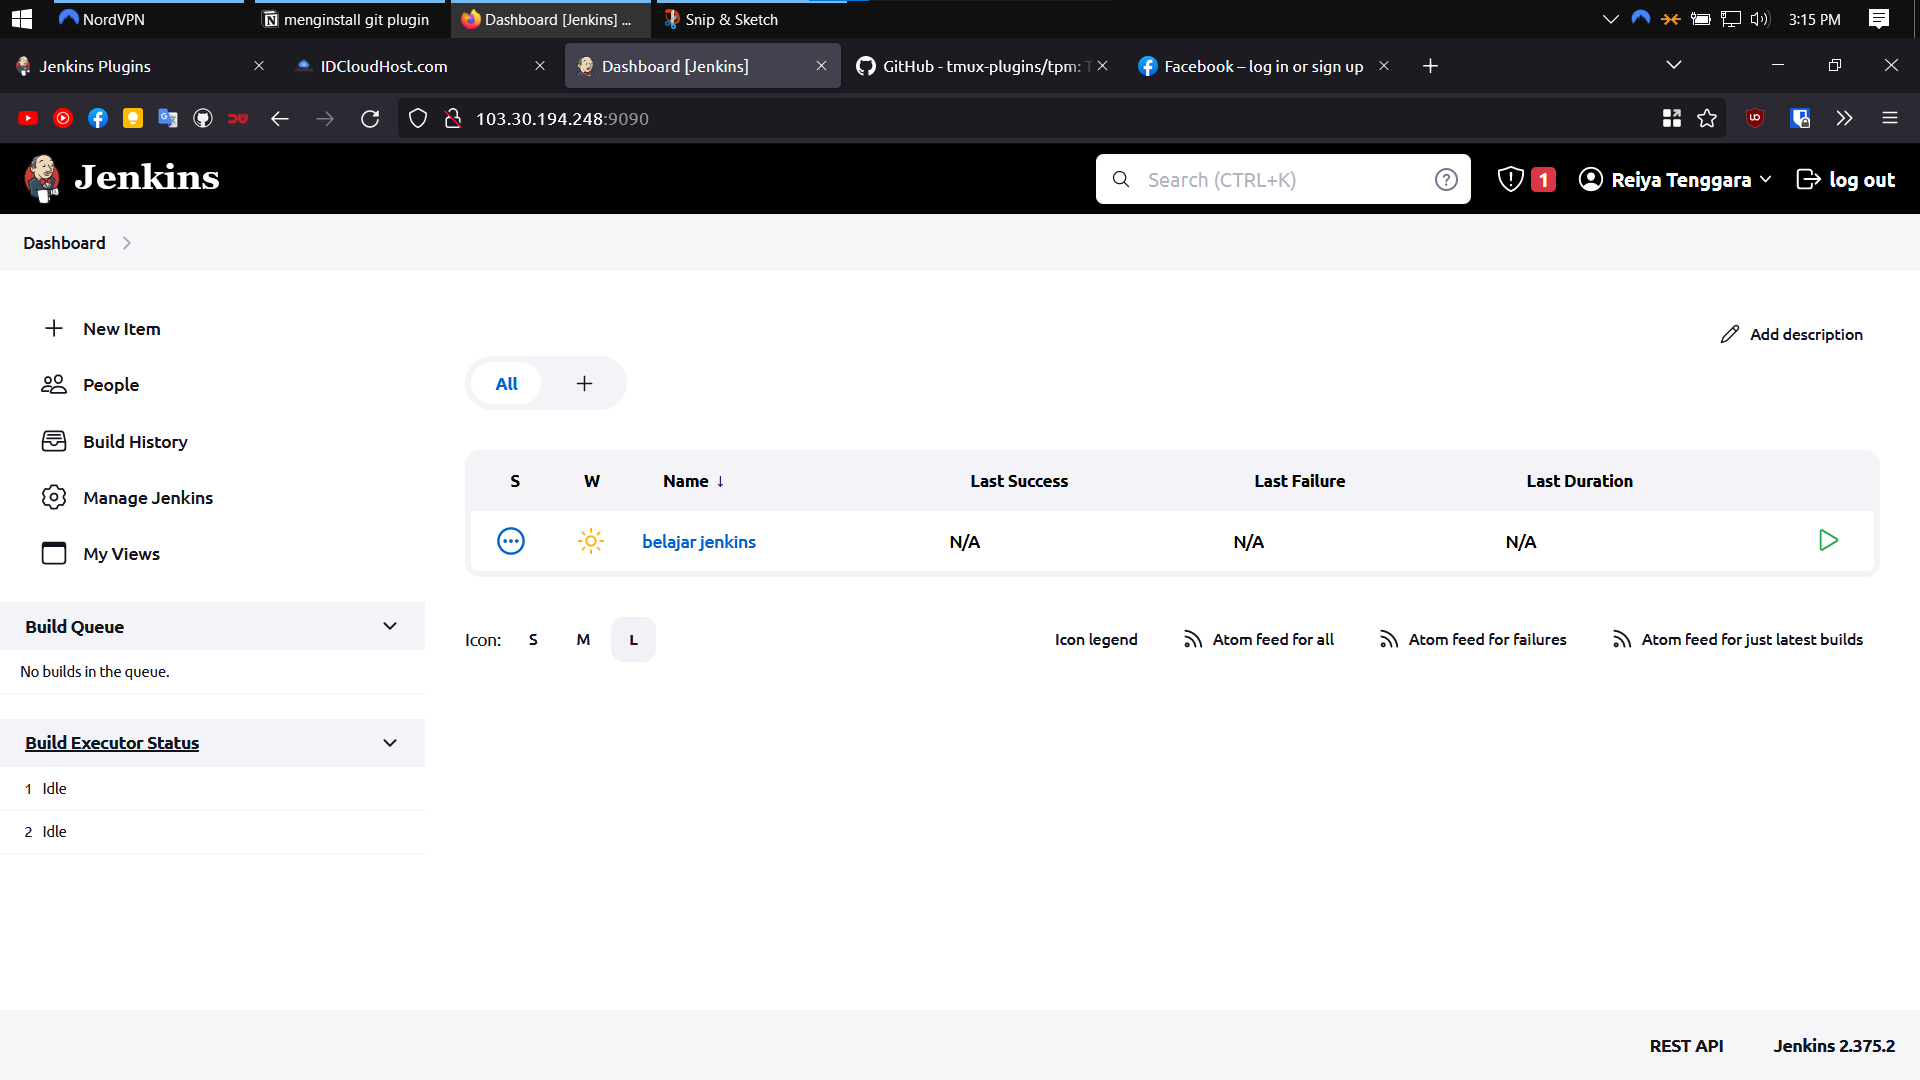 NordVPN
menginstall git plugin
Dashboard [Jenkins] ...
Snip & Sketch
3:15 PM
Jenkins Plugins
IDCloudHost.com
Dashboard [Jenkins]
GitHub - tmux-plugins/tpm: T
Facebook – log in or sign up
103.30.194.248:9090
Jenkins
Search (CTRL+K)
1
Reiya Tenggara
log out
Dashboard
New Item
People
Build History
Manage Jenkins
My Views
Build Queue
No builds in the queue.
Build Executor Status
1 Idle
2 Idle
Add description
All
S W Name ↓ Last Success Last Failure Last Duration
belajar jenkins N/A N/A N/A
Icon: S M L
Icon legend
Atom feed for all
Atom feed for failures
Atom feed for just latest builds
REST API
Jenkins 2.375.2